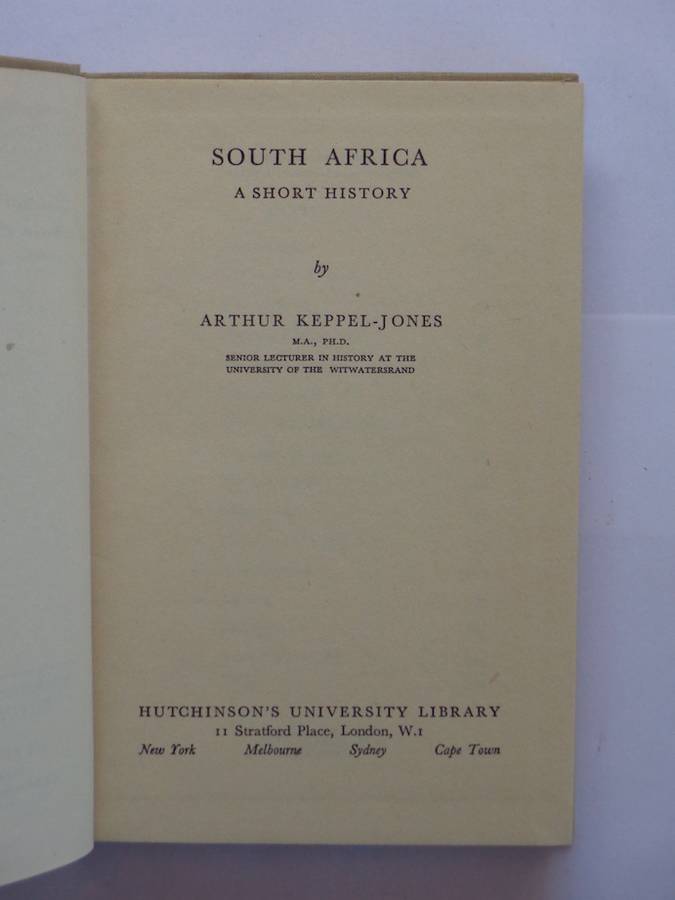 SOUTH AFRICA
A SHORT HISTORY
by
ARTHUR KEPPEL-JONES
M.A., PH.D.
SENIOR LECTURER IN HISTORY AT THE
UNIVERSITY OF THE WITWATERSRAND
HUTCHINSON'S UNIVERSITY LIBRARY
11 Stratford Place, London, W.1
New York Melbourne Sydney Cape Town